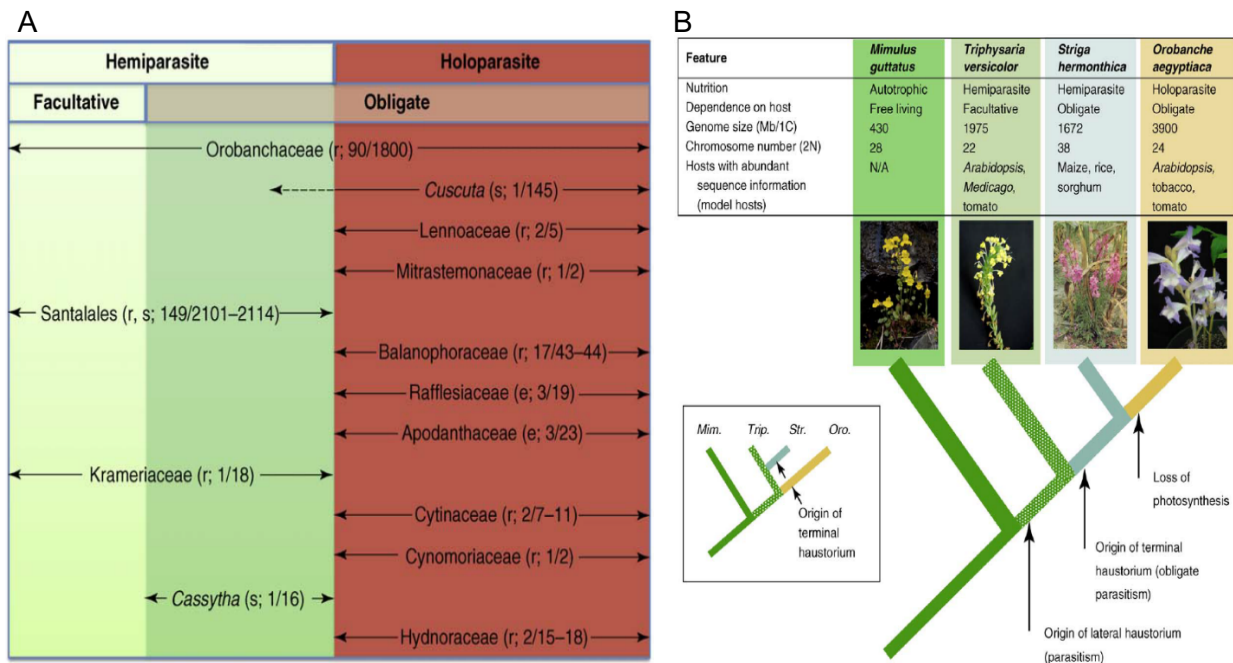 A
Hemiparasite Holoparasite
Facultative Obligate
Orobanchaceae (r; 90/1800)
Cuscuta (s; 1/145)
Lennoaceae (r; 2/5)
Mitrastemonaceae (r; 1/2)
Santalales (r, s; 149/2101–2114)
Balanophoraceae (r; 17/43–44)
Rafflesiaceae (e; 3/19)
Apodanthaceae (e; 3/23)
Krameriaceae (r; 1/18)
Cytinaceae (r; 2/7–11)
Cynomoriaceae (r; 1/2)
Cassytha (s; 1/16)
Hydnoraceae (r; 2/15–18)
B
Feature Mimulus guttatus Triphysaria versicolor Striga hermonthica Orobanche aegyptiaca
Nutrition Autotrophic Hemiparasite Hemiparasite Holoparasite
Dependence on host Free living Facultative Obligate Obligate
Genome size (Mb/1C) 430 1975 1672 3900
Chromosome number (2N) 28 22 38 24
Hosts with abundant N/A Arabidopsis, Maize, rice, Arabidopsis,
sequence information Medicago, sorghum tobacco,
(model hosts) tomato tomato
Mim. Trip. Str. Oro.
Origin of
terminal
haustorium
Loss of
photosynthesis
Origin of terminal
haustorium (obligate
parasitism)
Origin of lateral haustorium
(parasitism)